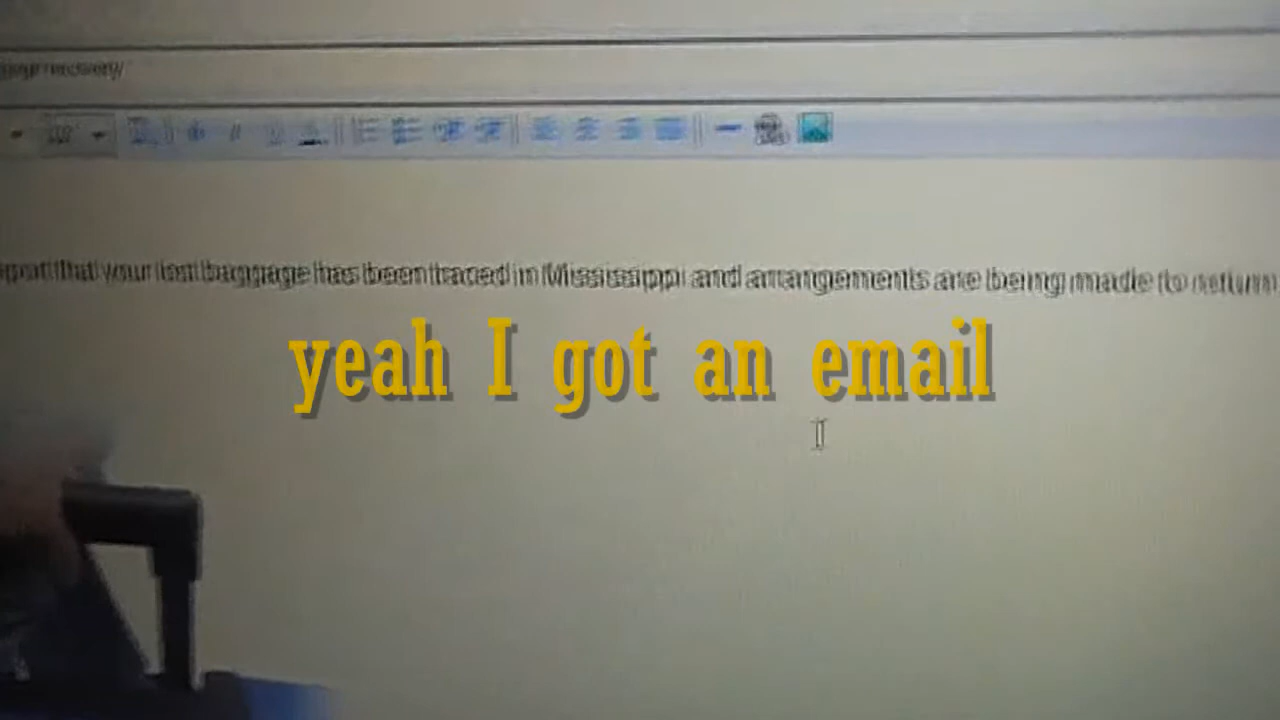 recovery/
that your lost baggage has been traced in Mississippi and arrangements are being made to return
yeah I got an email